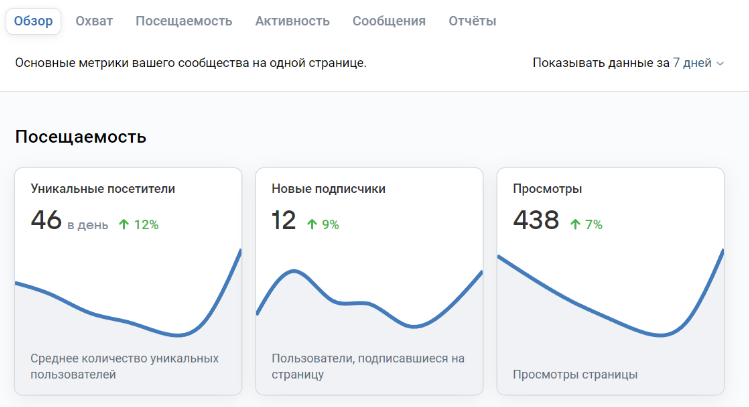 Обзор Охват Посещаемость Активность Сообщения Отчёты
Основные метрики вашего сообщества на одной странице. Показывать данные за 7 дней
Посещаемость
Уникальные посетители
46 в день ↑ 12%
Среднее количество уникальных
пользователей
Новые подписчики
12 ↑ 9%
Пользователи, подписавшиеся на
страницу
Просмотры
438 ↑ 7%
Просмотры страницы